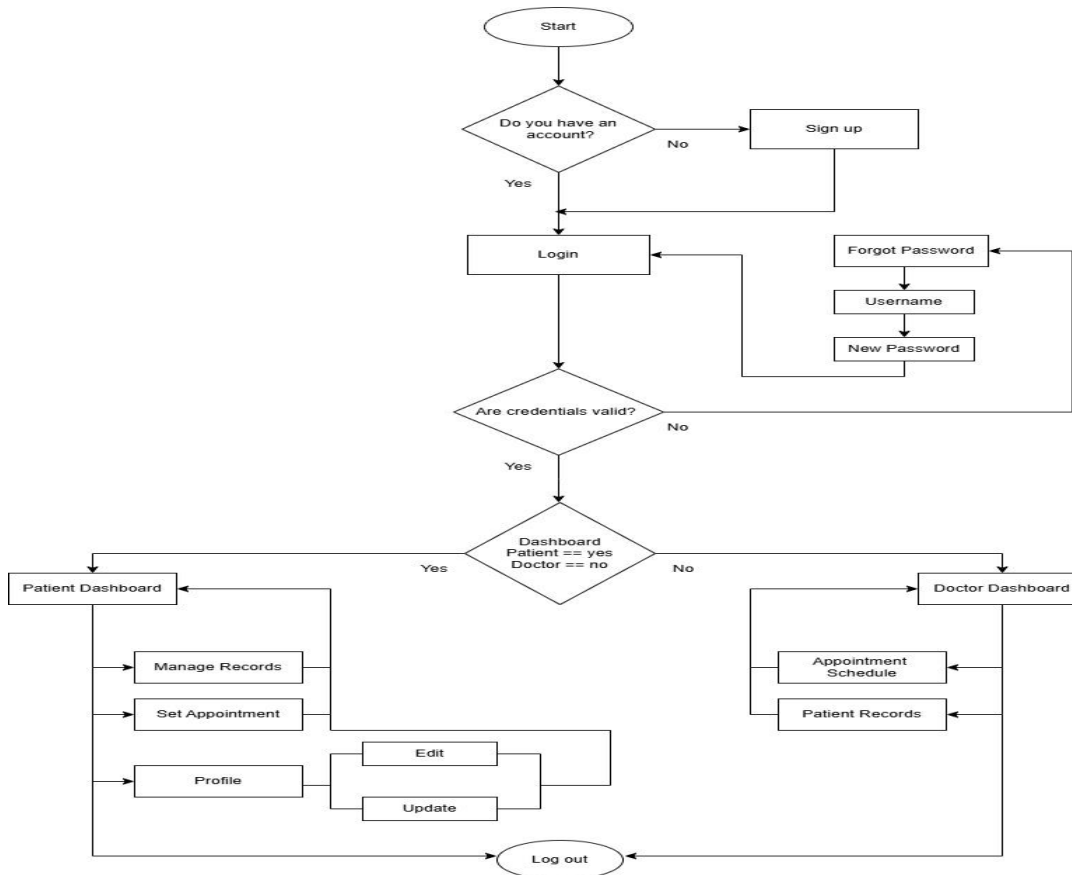 Start
Do you have an
account?
No
Sign up
Yes
Login
Forgot Password
Username
New Password
Are credentials valid?
No
Yes
Dashboard
Patient == yes
Doctor == no
Yes
No
Patient Dashboard
Doctor Dashboard
Manage Records
Appointment
Schedule
Set Appointment
Patient Records
Edit
Profile
Update
Log out